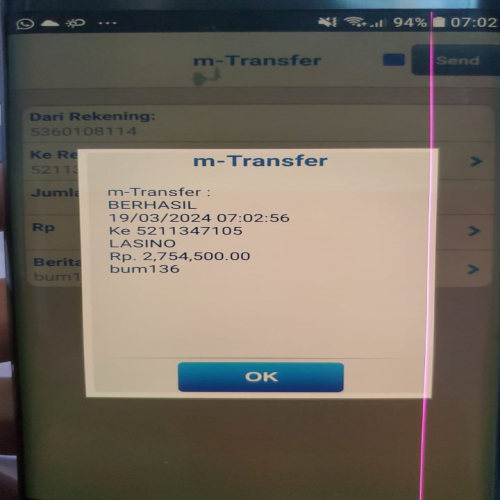 94% 07:02
m-Transfer
Send
Dari Rekening:
5360108114
Ke Re
5211
Jumla
Rp
Berita
bum1
m-Transfer
m-Transfer :
BERHASIL
19/03/2024 07:02:56
Ke 5211347105
LASINO
Rp. 2,754,500.00
bum136
OK